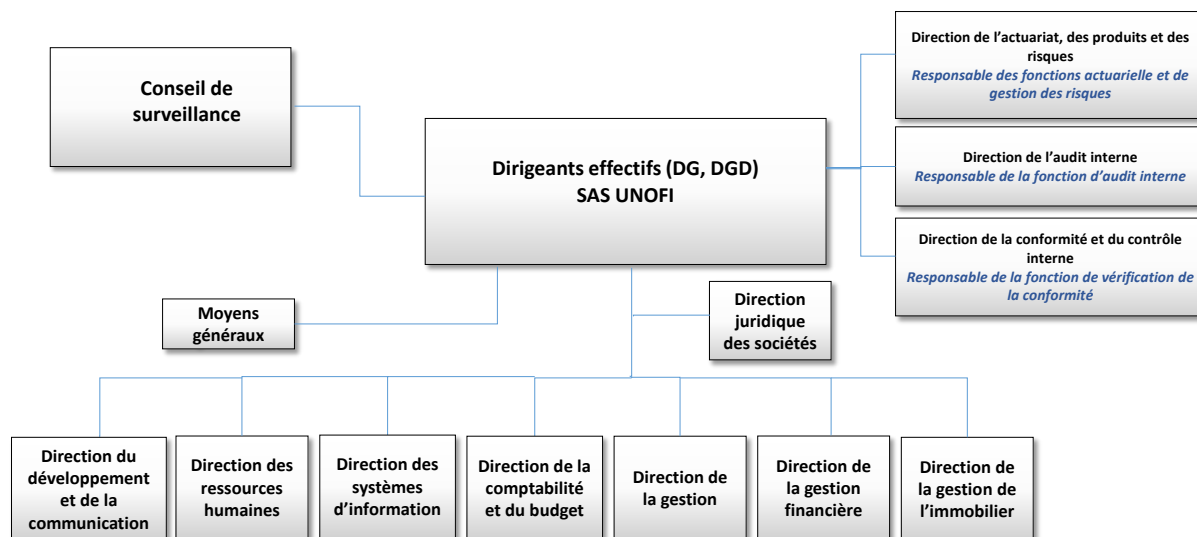 Conseil de
surveillance
Dirigeants effectifs (DG, DGD)
SAS UNOFI
Direction de l’actuariat, des produits et des
risques
Responsable des fonctions actuarielle et de
gestion des risques
Direction de l’audit interne
Responsable de la fonction d’audit interne
Direction de la conformité et du contrôle
interne
Responsable de la fonction de vérification de
la conformité
Moyens
généraux
Direction
juridique
des sociétés
Direction du
développement
et de la
communication
Direction des
ressources
humaines
Direction des
systèmes
d’information
Direction de la
comptabilité
et du budget
Direction de
la gestion
Direction de
la gestion
financière
Direction de
la gestion de
l’immobilier